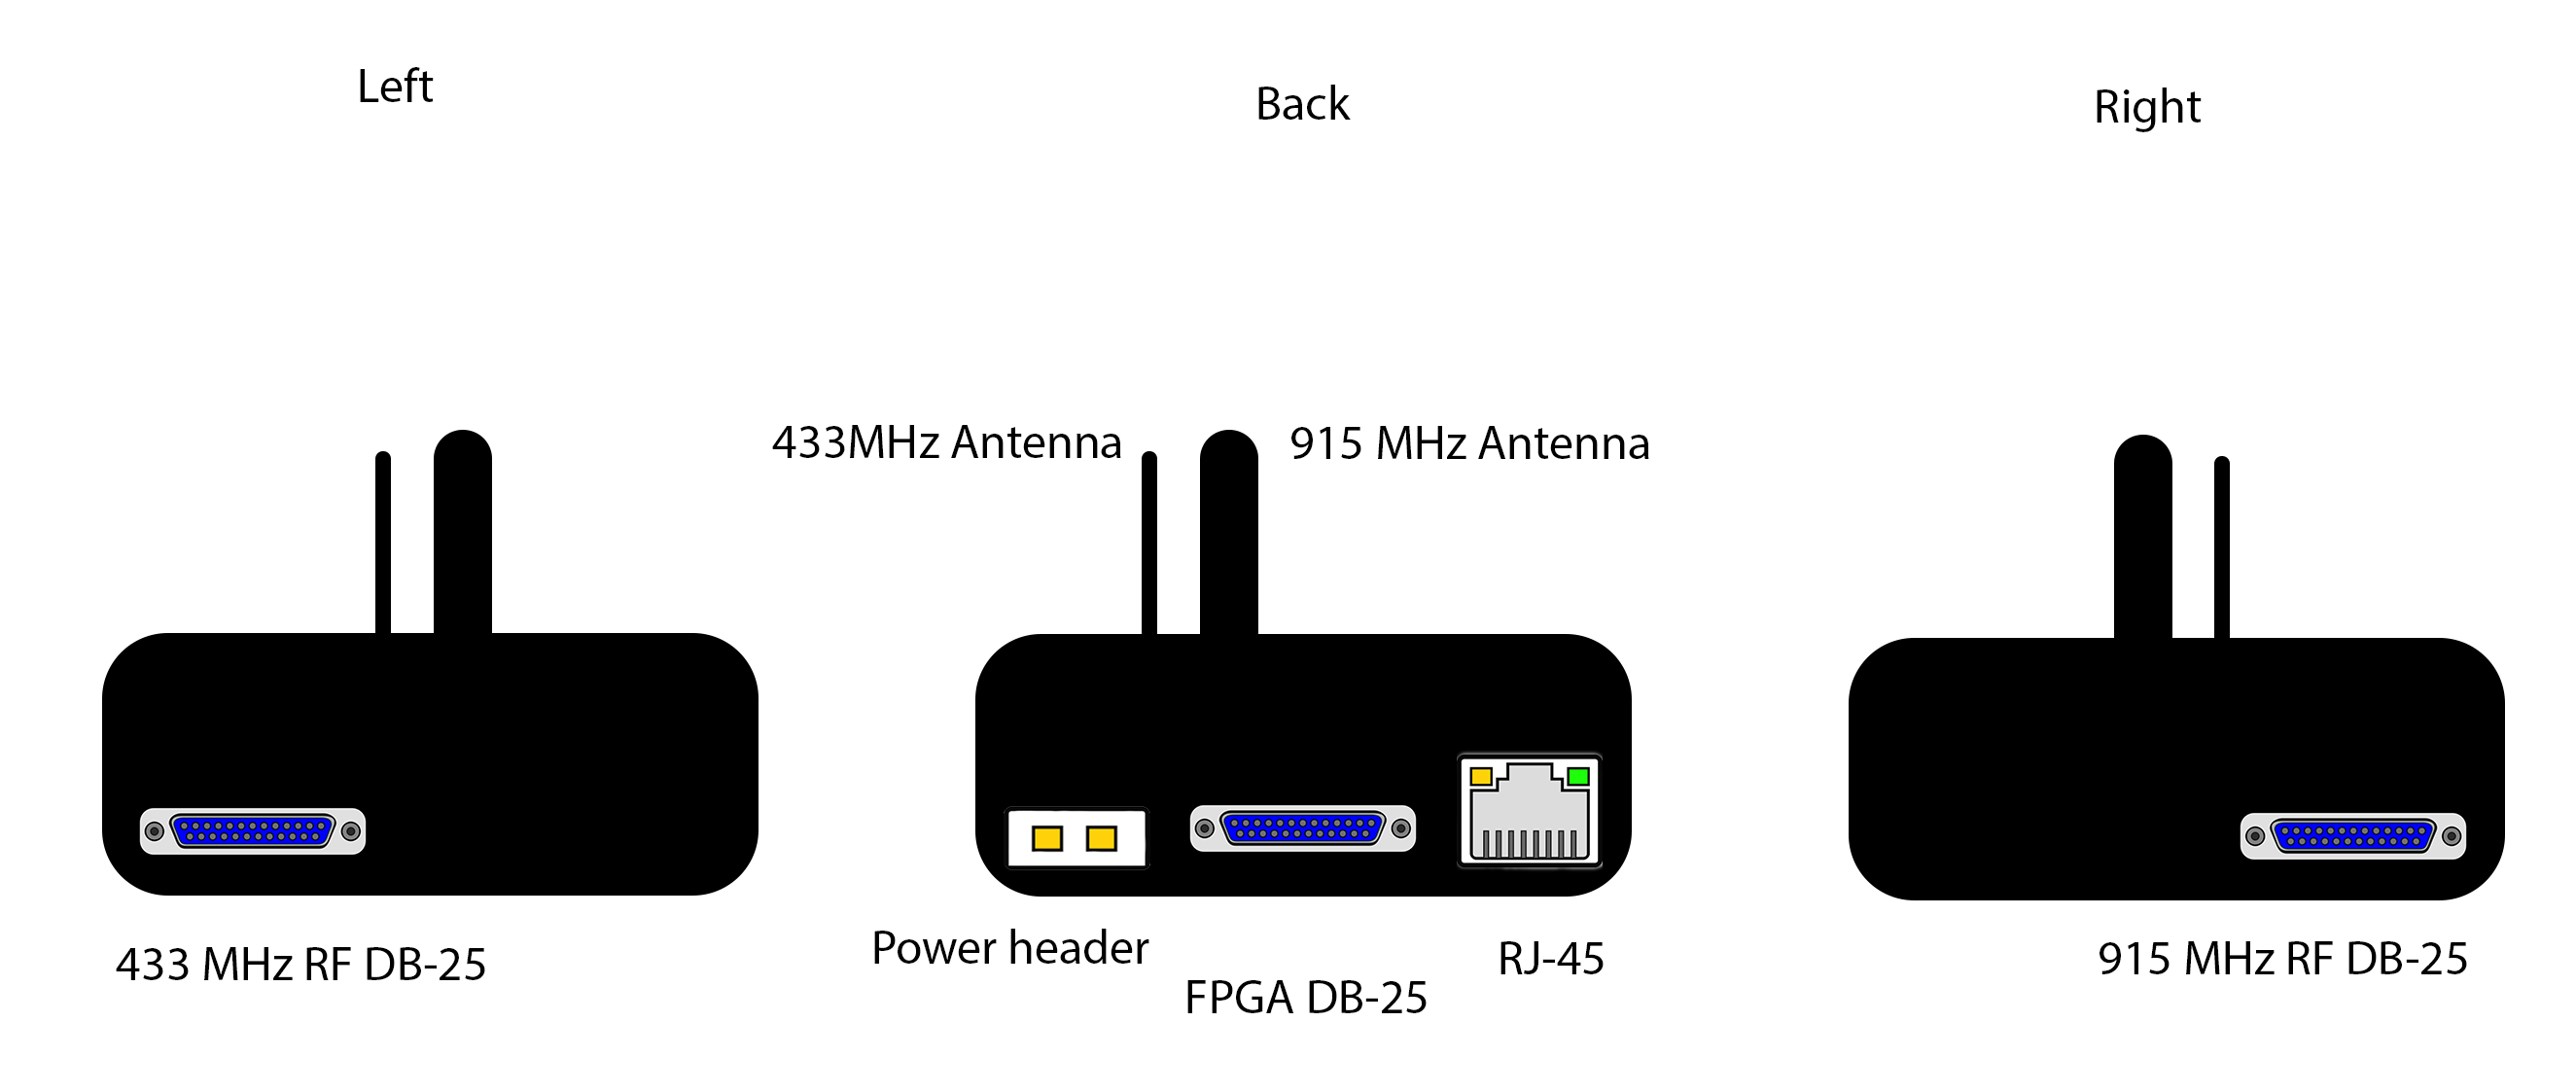 Left
Back
Right
433MHz Antenna
915 MHz Antenna
433 MHz RF DB-25
Power header
FPGA DB-25
RJ-45
915 MHz RF DB-25